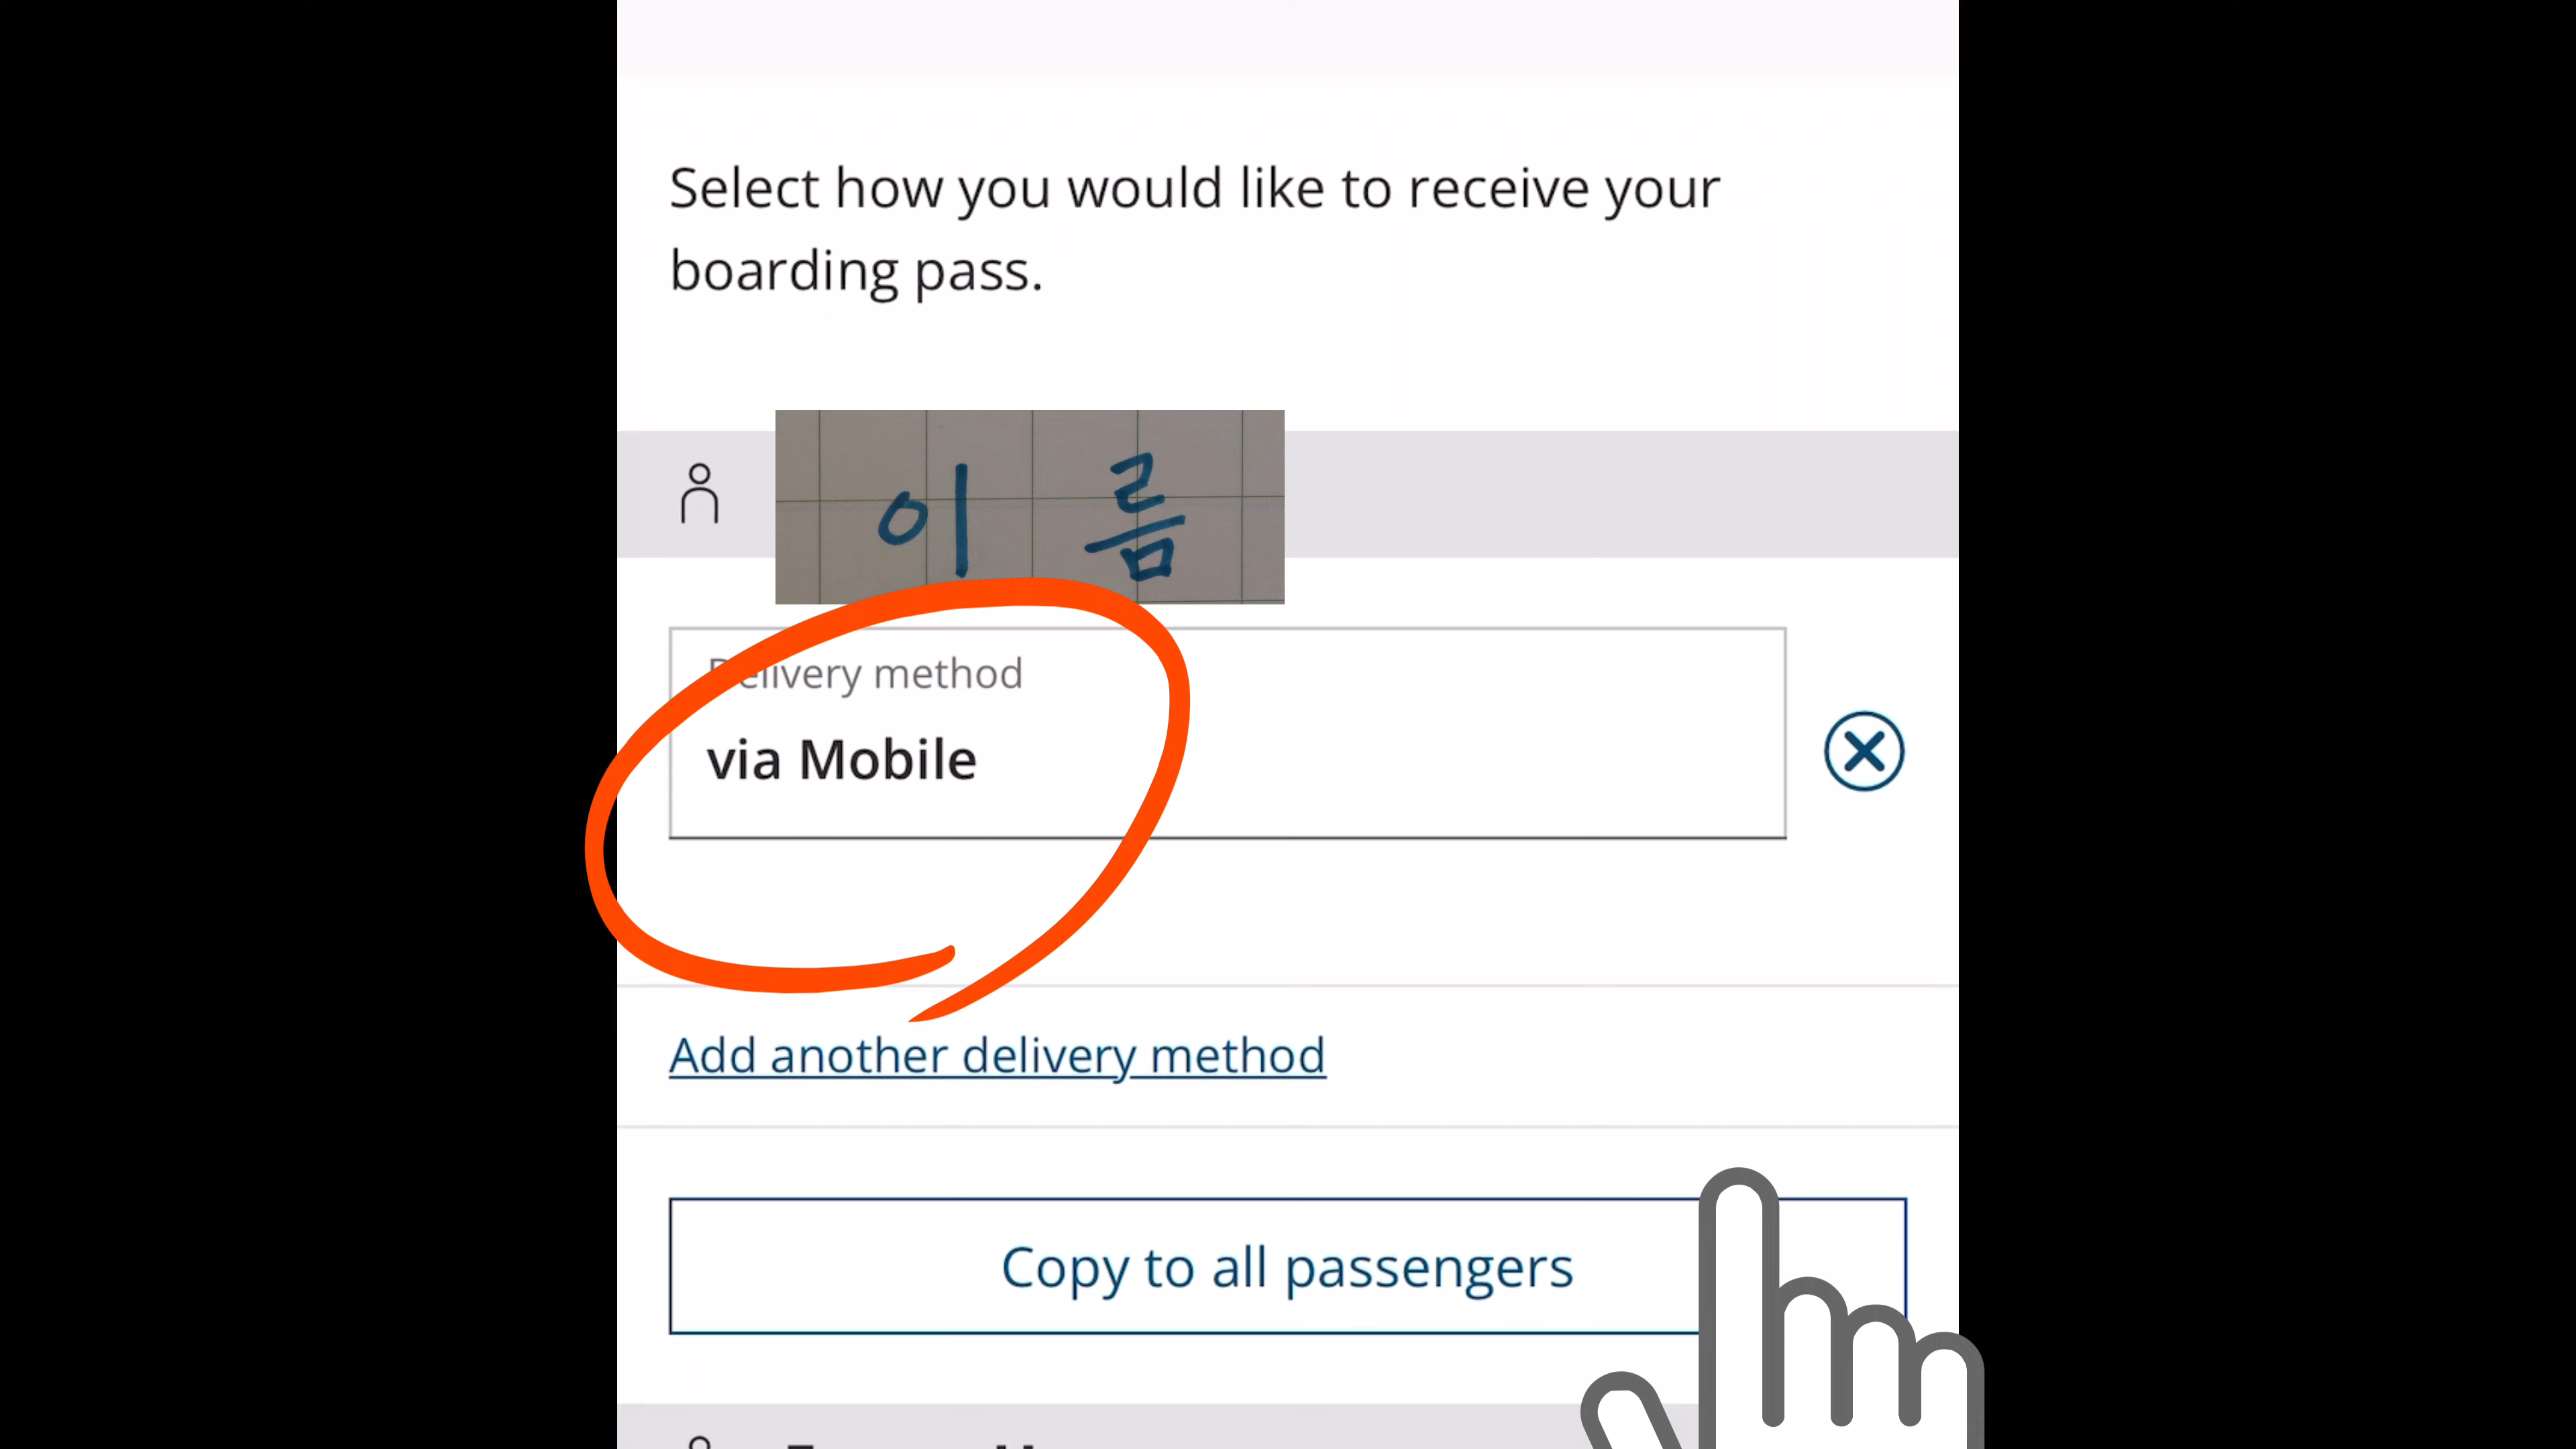 Select how you would like to receive your
boarding pass.
이름
Delivery method
via Mobile
Add another delivery method
Copy to all passengers